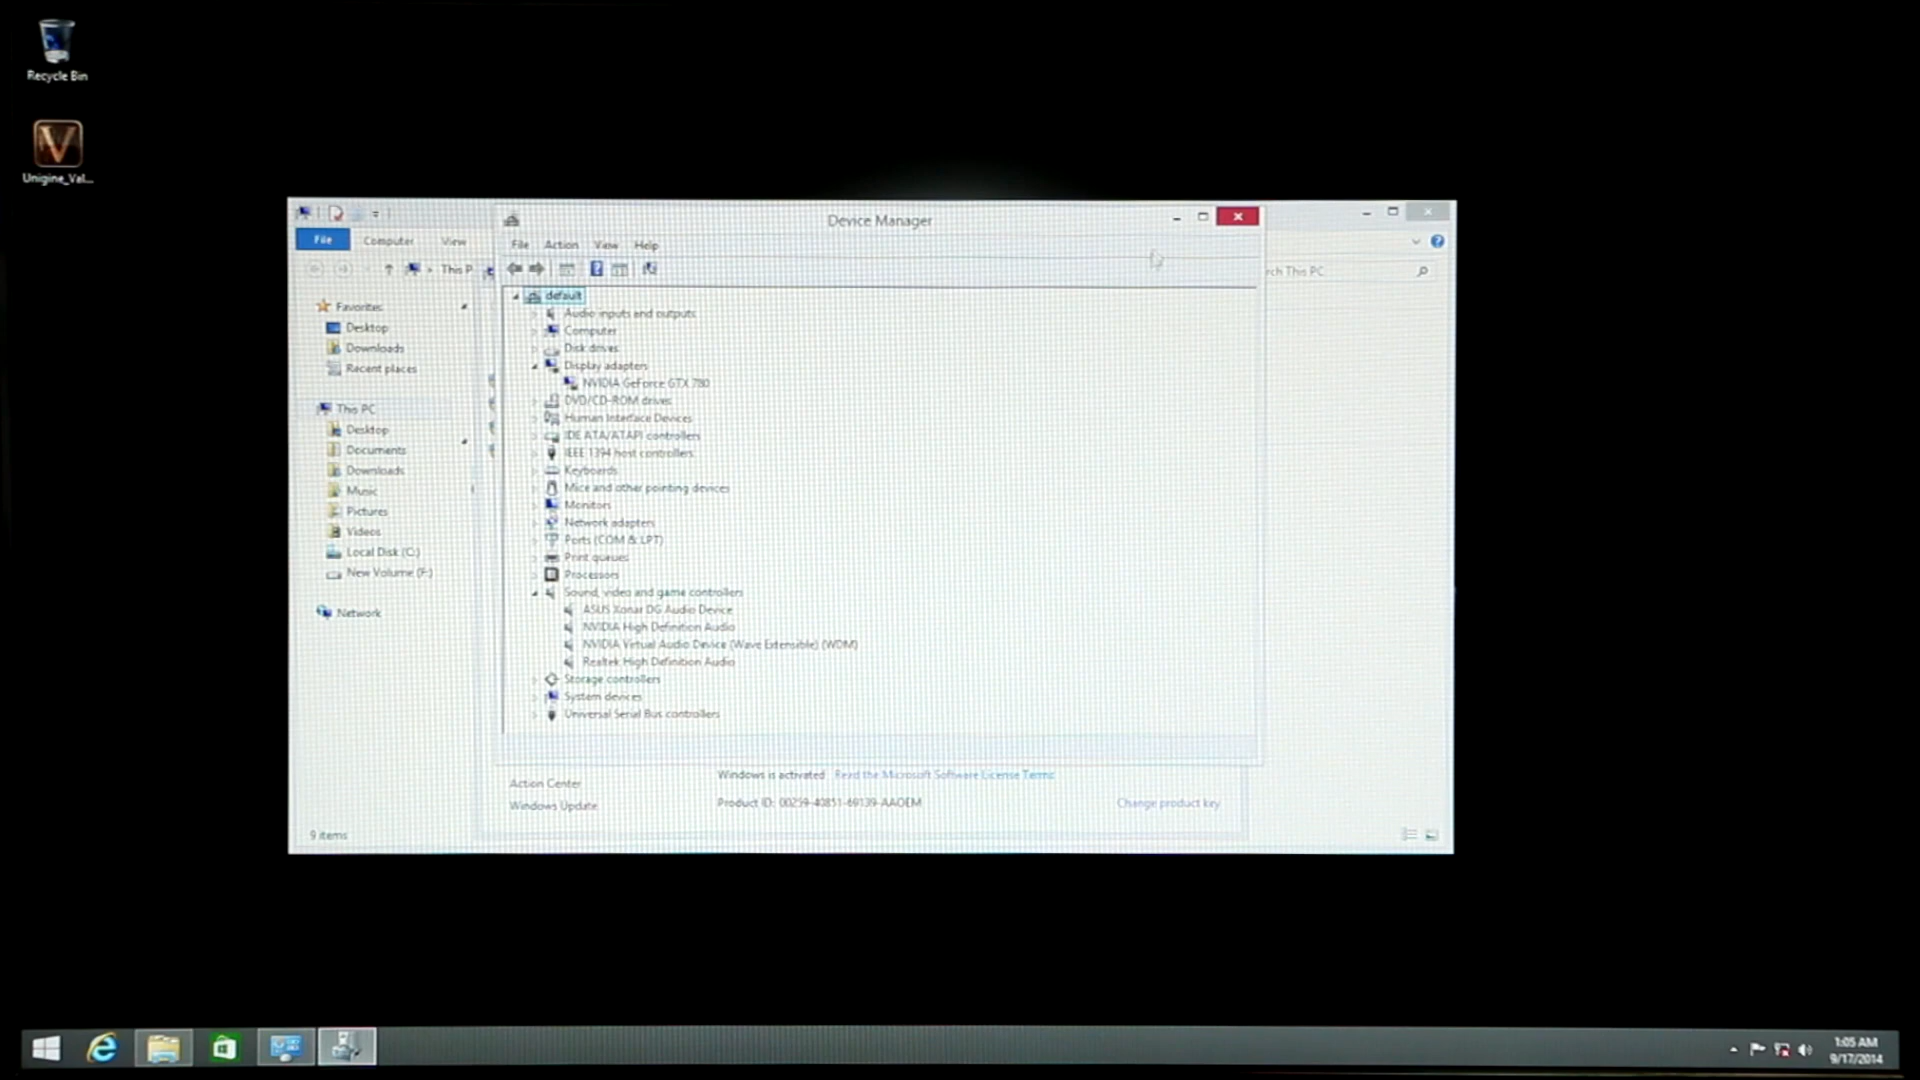 Recycle Bin
Unigine_Val...
Device Manager
File
Computer
View
File
Action
View
Help
This P
rch This PC
Favorites
Desktop
Downloads
Recent places
This PC
Desktop
Documents
Downloads
Music
Pictures
Videos
Local Disk (C:)
New Volume (F:)
Network
9 items
default
Audio inputs and outputs
Computer
Disk drives
Display adapters
NVIDIA GeForce GTX 780
DVD/CD-ROM drives
Human Interface Devices
IDE ATA/ATAPI controllers
IEEE 1394 host controllers
Keyboards
Mice and other pointing devices
Monitors
Network adapters
Ports (COM & LPT)
Print queues
Processors
Sound, video and game controllers
ASUS Xonar DG Audio Device
NVIDIA High Definition Audio
NVIDIA Virtual Audio Device (Wave Extensible) (WDM)
Realtek High Definition Audio
Storage controllers
System devices
Universal Serial Bus controllers
Action Center
Windows Update
Windows is activated Read the Microsoft Software License Terms
Product ID: 00259-40851-69139-AAOEM
Change product key
1:05 AM
9/17/2014